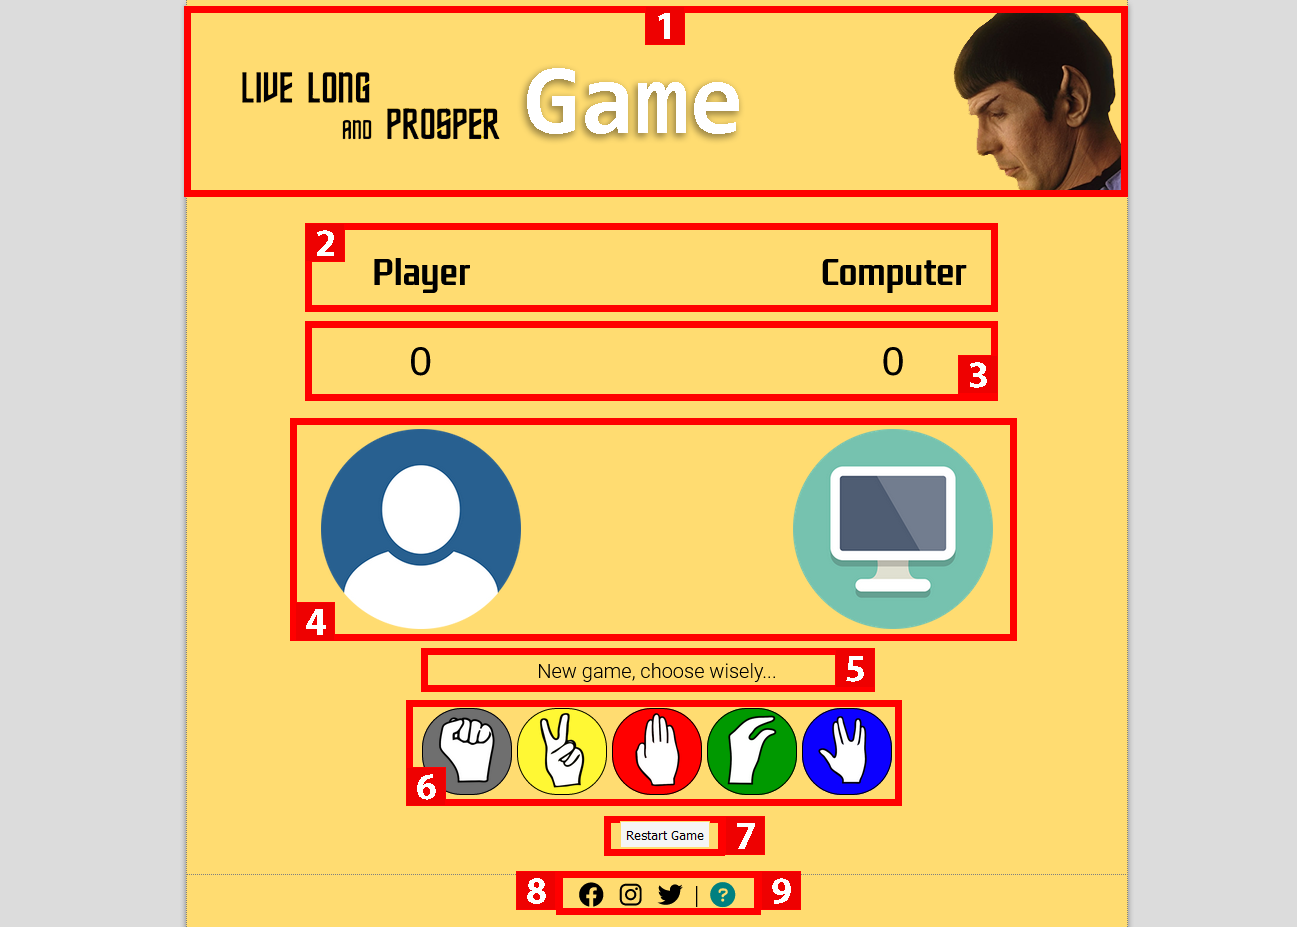 1
LIVE LONG
AND PROSPER
Game
2
Player Computer
0 0
3
4
New game, choose wisely...
5
6
Restart Game
7
8
| ?
9